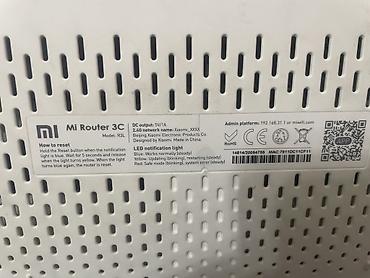 MI Mi Router 3C
Model: R3L
How to reset
Hold the Reset button when the notification
light is blue. Wait for 5 seconds and release
when the light turns yellow. When the light
turns blue again, the router is reset.
DC output: 5V/1A
2.4G network name: Xiaomi_XXXX
Beijing Xiaomi Electronic Products Co.
Designed by Xiaomi. Made in China
LED notification light
Blue: Works normally (steady)
Yellow: Updating (blinking), restarting (steady)
Red: Safe mode (blinking), system error (steady)
Admin platform: 192.168.31.1 or miwifi.com